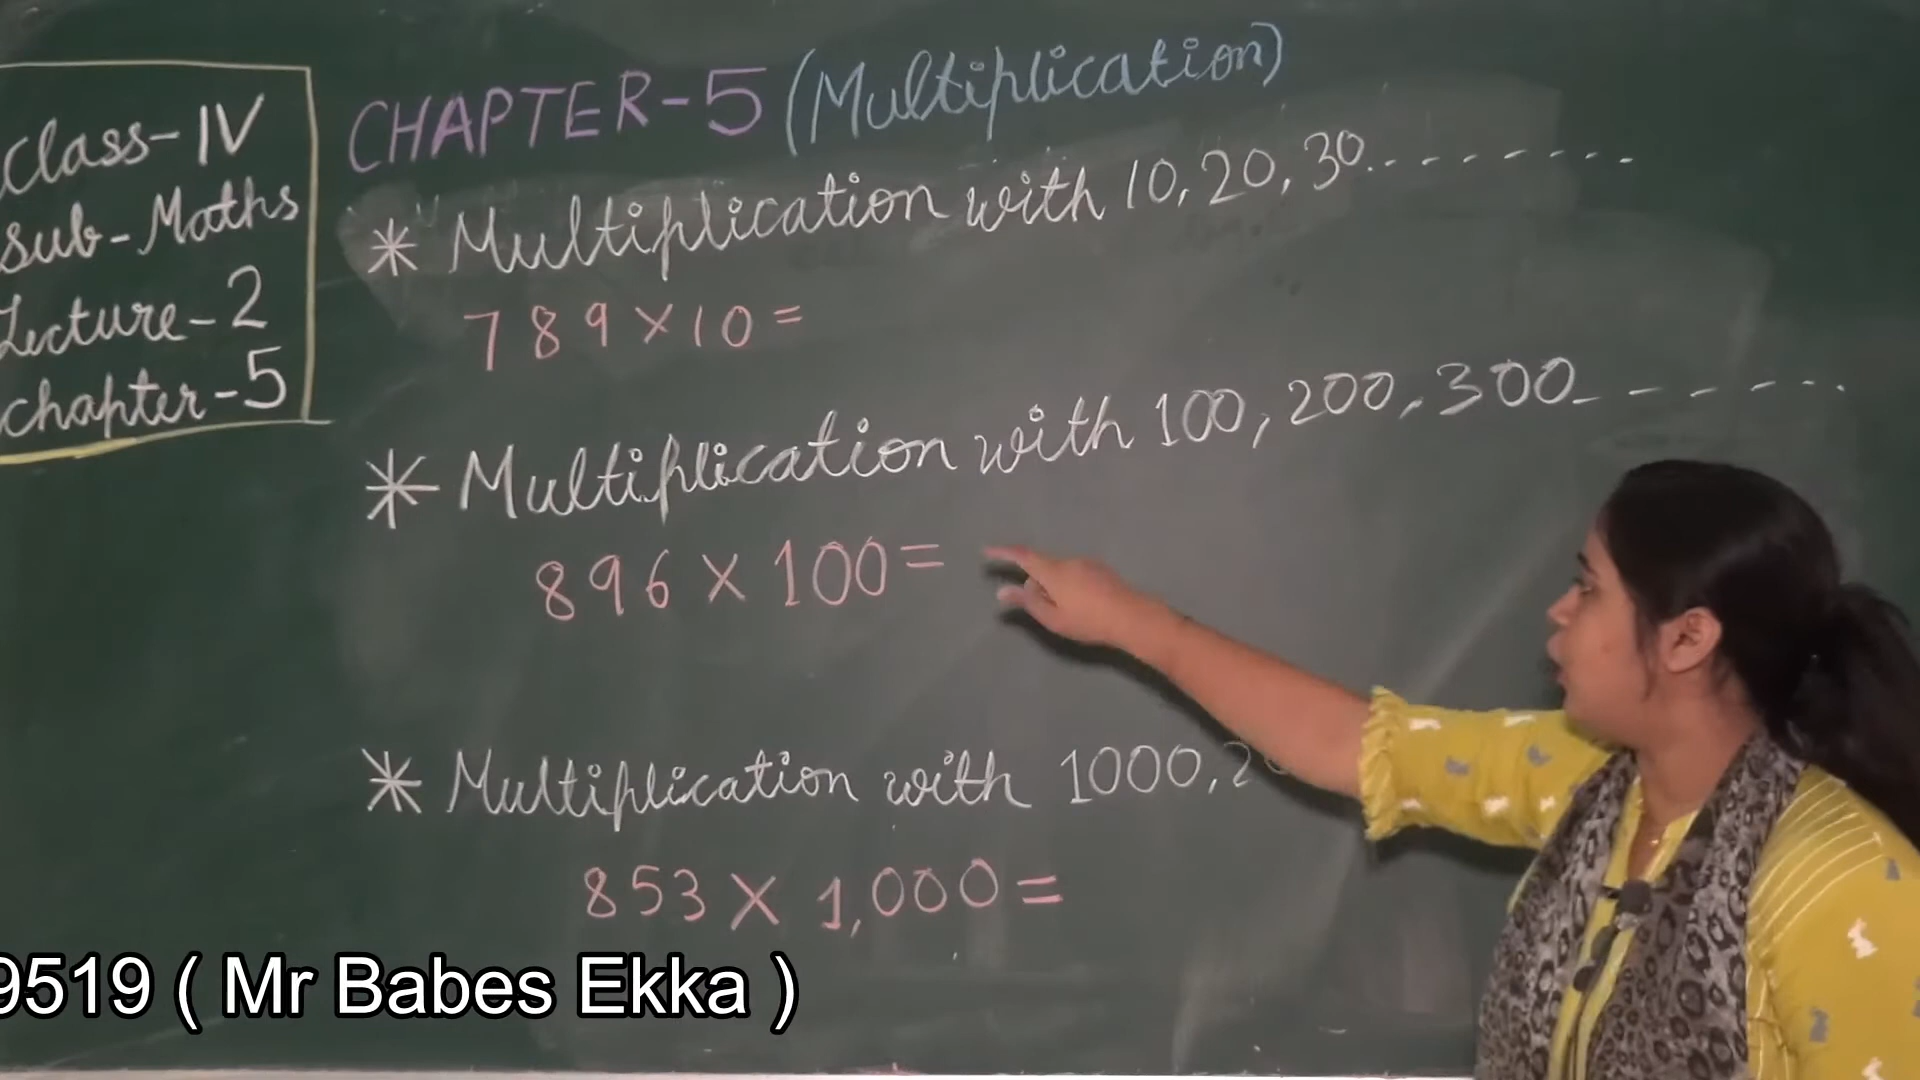 Class-IV
Sub-Maths
Lecture-2
Chapter-5
CHAPTER-5 (Multiplication)
* Multiplication with 10, 20, 30.--------
789×10=
* Multiplication with 100, 200, 300------
896 × 100=
* Multiplication with 1000,
853 × 1,000=
9519 ( Mr Babes Ekka )